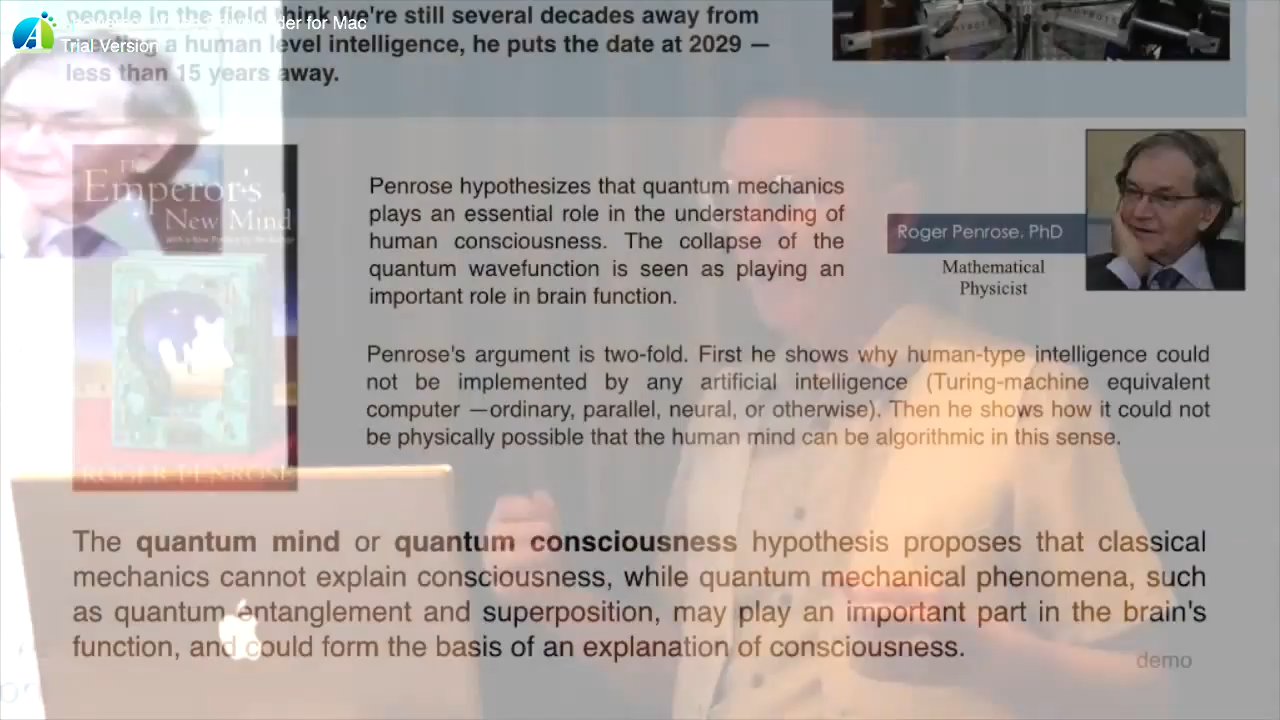 people in the field think we're still several decades away from
der for Mac
Trial Version
a human level intelligence, he puts the date at 2029 —
less than 15 years away.
The
Emperor's
New Mind
Penrose hypothesizes that quantum mechanics
plays an essential role in the understanding of
human consciousness. The collapse of the
quantum wavefunction is seen as playing an
important role in brain function.
Roger Penrose, PhD
Mathematical
Physicist
Penrose's argument is two-fold. First he shows why human-type intelligence could
not be implemented by any artificial intelligence (Turing-machine equivalent
computer —ordinary, parallel, neural, or otherwise). Then he shows how it could not
be physically possible that the human mind can be algorithmic in this sense.
ROGER PENROSE
The quantum mind or quantum consciousness hypothesis proposes that classical
mechanics cannot explain consciousness, while quantum mechanical phenomena, such
as quantum entanglement and superposition, may play an important part in the brain's
function, and could form the basis of an explanation of consciousness.
demo